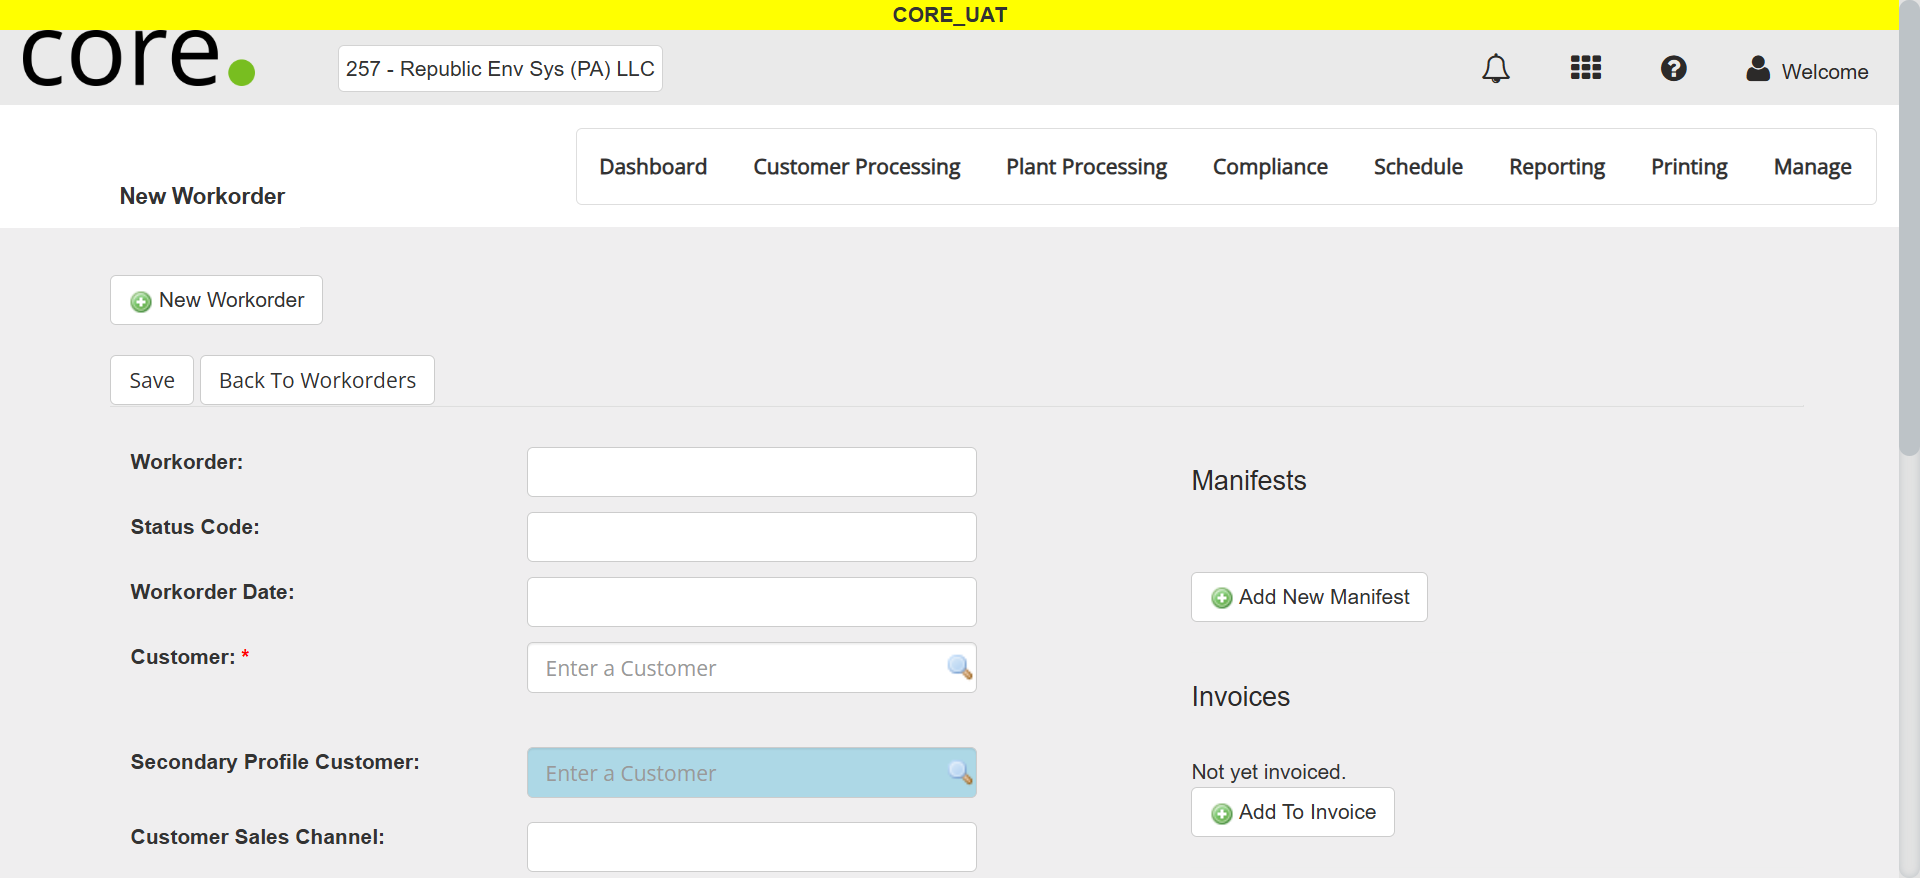 CORE_UAT
core.
257 - Republic Env Sys (PA) LLC
Welcome
Dashboard Customer Processing Plant Processing Compliance Schedule Reporting Printing Manage
New Workorder
New Workorder
Save Back To Workorders
Workorder:
Manifests
Status Code:
Workorder Date:
Add New Manifest
Customer: *
Enter a Customer
Invoices
Secondary Profile Customer:
Enter a Customer
Not yet invoiced.
Add To Invoice
Customer Sales Channel: